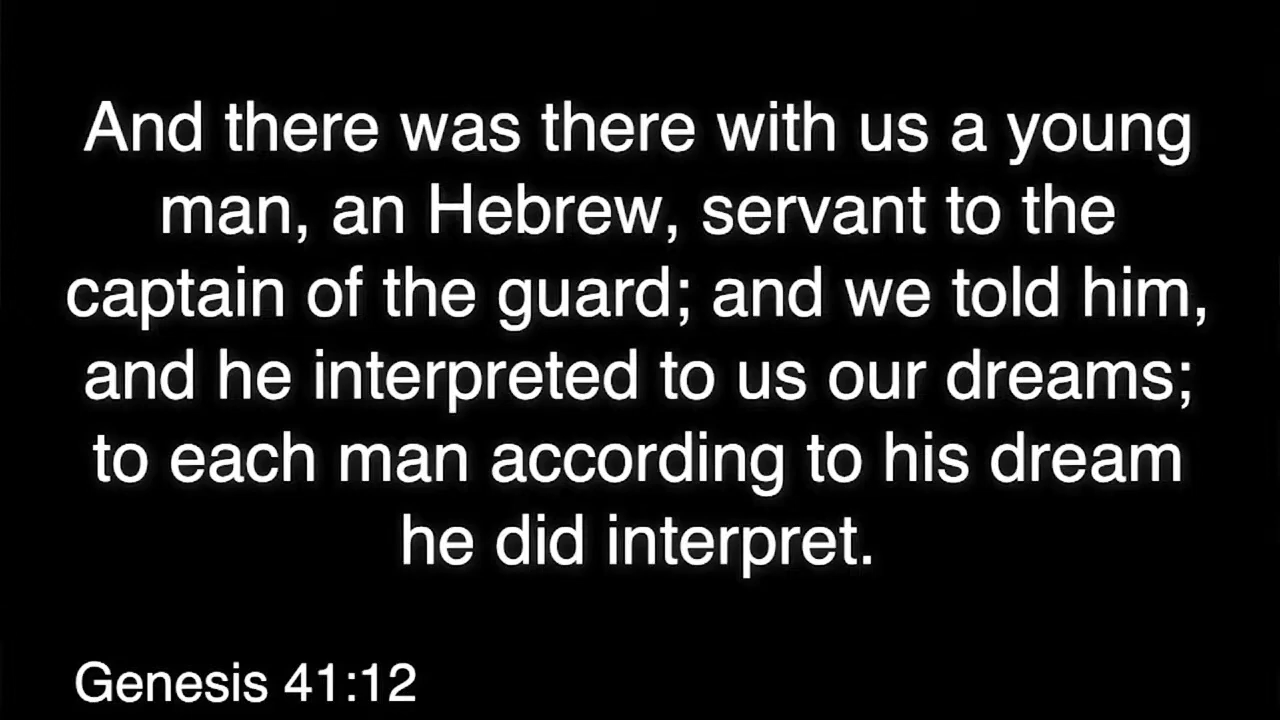 And there was there with us a young
man, an Hebrew, servant to the
captain of the guard; and we told him,
and he interpreted to us our dreams;
to each man according to his dream
he did interpret.
Genesis 41:12